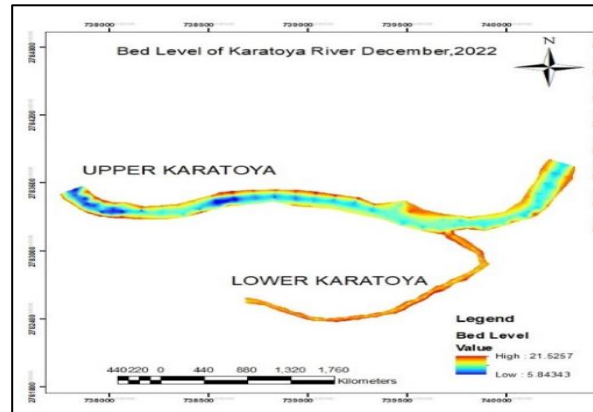 738000 738500 739000 739500 740000
Bed Level of Karatoya River December,2022
N
UPPER KARATOYA
LOWER KARATOYA
Legend
Bed Level
Value
High : 21.5257
Low : 5.84343
440220 0 440 880 1,320 1,760
Kilometers
738000 738500 739000 739500 740000